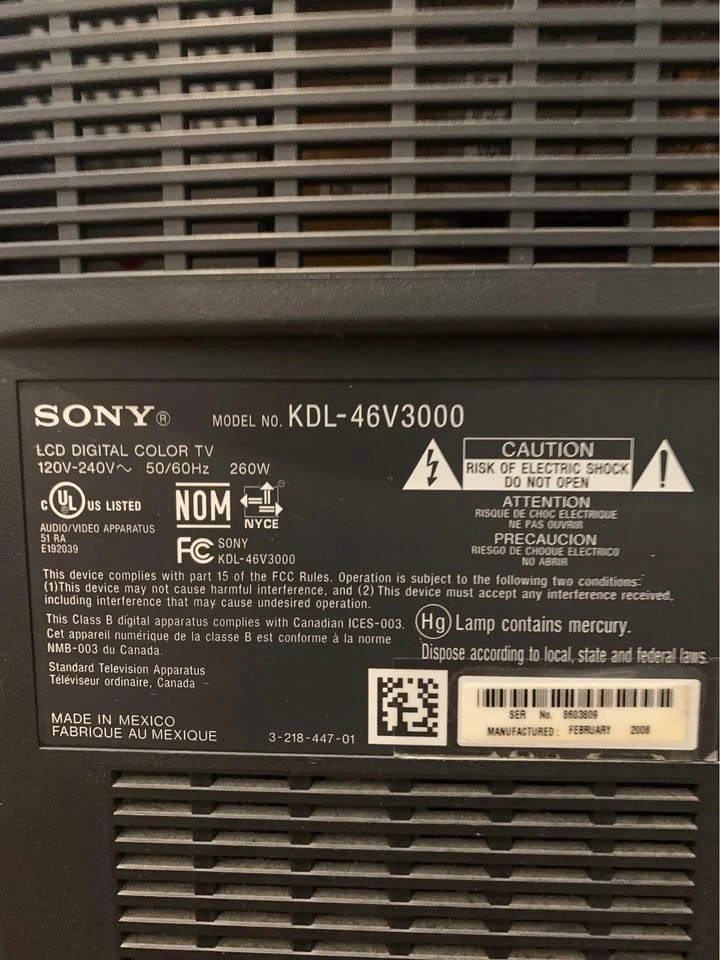 SONY® MODEL NO. KDL-46V3000
LCD DIGITAL COLOR TV
120V-240V~ 50/60Hz 260W
C UL US LISTED
AUDIO/VIDEO APPARATUS
51 RA
E192039
NOM
NYCE
FC SONY
KDL-46V3000
CAUTION
RISK OF ELECTRIC SHOCK
DO NOT OPEN
ATTENTION
RISQUE DE CHOC ELECTRIQUE
NE PAS OUVRIR
PRECAUCION
RIESGO DE CHOQUE ELECTRICO
NO ABRIR
This device complies with part 15 of the FCC Rules. Operation is subject to the following two conditions:
(1)This device may not cause harmful interference, and (2) This device must accept any interference received,
including interference that may cause undesired operation.
This Class B digital apparatus complies with Canadian ICES-003.
Cet appareil numérique de la classe B est conforme à la norme
NMB-003 du Canada.
Hg Lamp contains mercury.
Dispose according to local, state and federal laws.
Standard Television Apparatus
Téléviseur ordinaire, Canada
MADE IN MEXICO
FABRIQUE AU MEXIQUE
3-218-447-01
SER No. 8603809
MANUFACTURED: FEBRUARY 2008